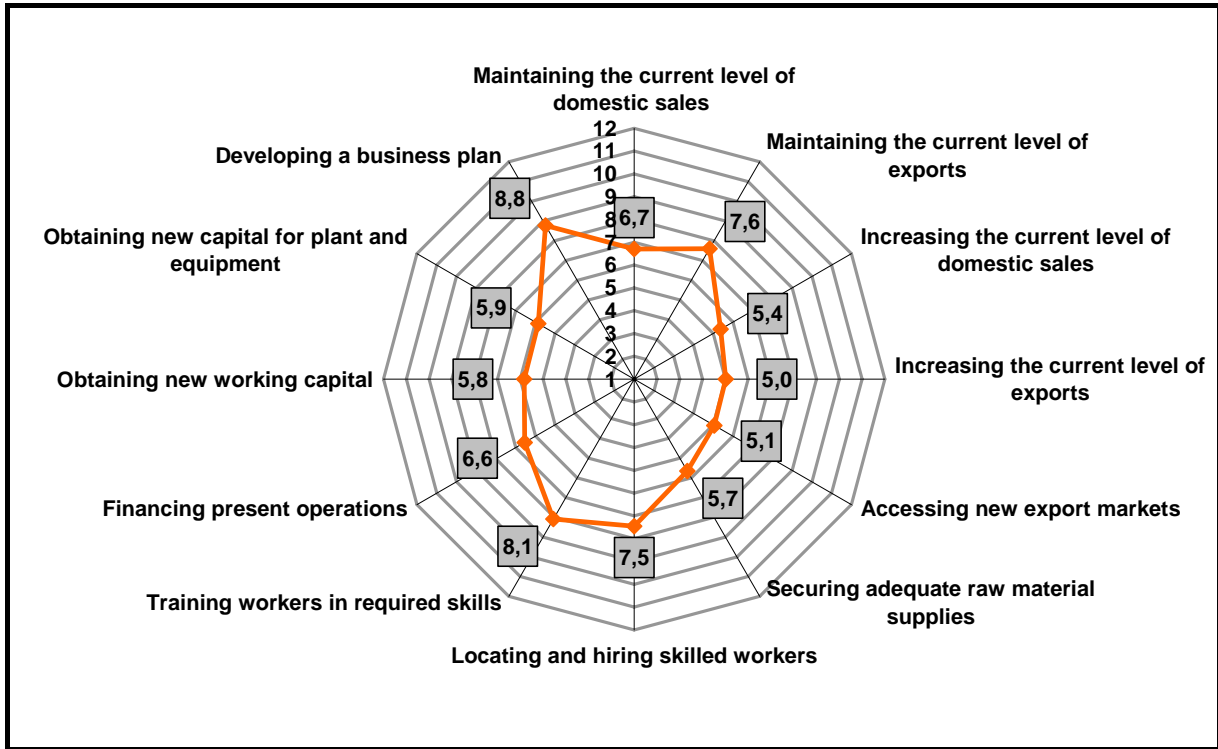 Maintaining the current level of
domestic sales
Maintaining the current level of
exports
Increasing the current level of
domestic sales
Increasing the current level of
exports
Accessing new export markets
Securing adequate raw material
supplies
Locating and hiring skilled workers
Training workers in required skills
Financing present operations
Obtaining new working capital
Obtaining new capital for plant and
equipment
Developing a business plan
12
11
10
9
8
7
6
5
4
3
2
1
6,7
7,6
5,4
5,0
5,1
5,7
7,5
8,1
6,6
5,8
5,9
8,8